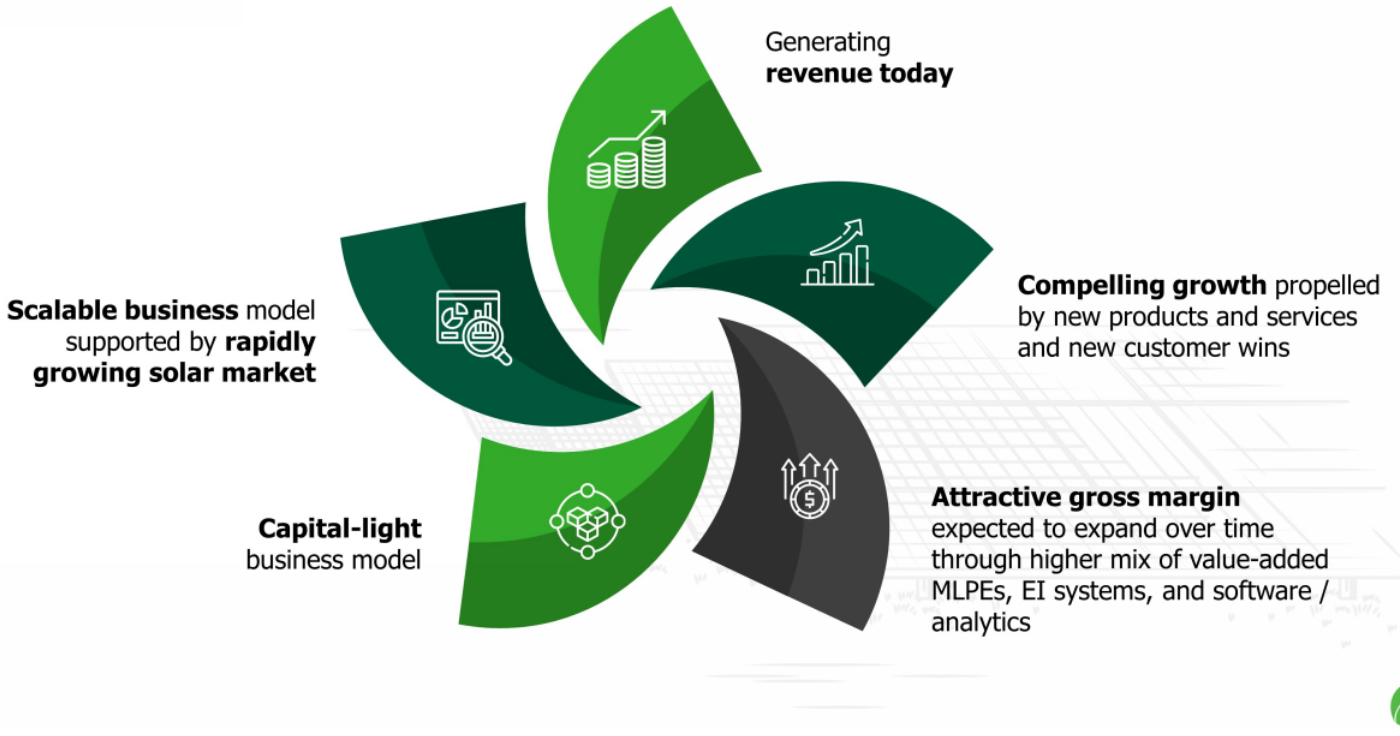 Generating
revenue today
Compelling growth propelled
by new products and services
and new customer wins
Attractive gross margin
expected to expand over time
through higher mix of value-added
MLPEs, EI systems, and software /
analytics
Capital-light
business model
Scalable business model
supported by rapidly
growing solar market
$